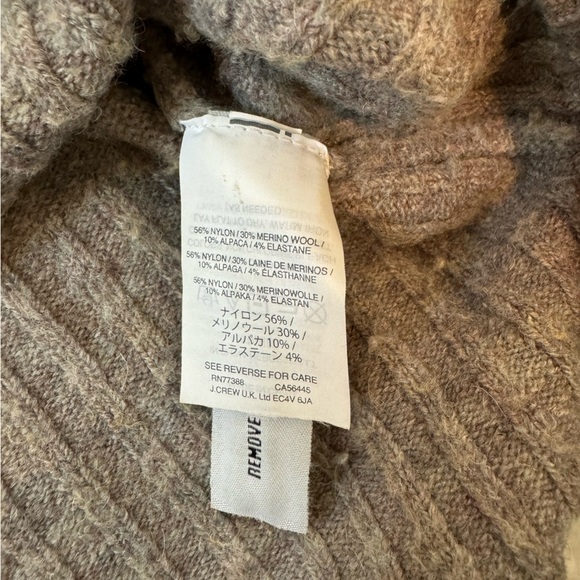 56% NYLON / 30% MERINO WOOL /
10% ALPACA / 4% ELASTANE
56% NYLON / 30% LAINE DE MERINOS /
10% ALPAGA / 4% ÉLASTHANNE
56% NYLON / 30% MERINOWOLLE /
10% ALPAKA / 4% ELASTAN
ナイロン 56% /
メリノウール 30% /
アルパカ 10% /
エラステーン 4%
SEE REVERSE FOR CARE
RN77388 CA56445
J.CREW U.K. Ltd EC4V 6JA
REMOVE